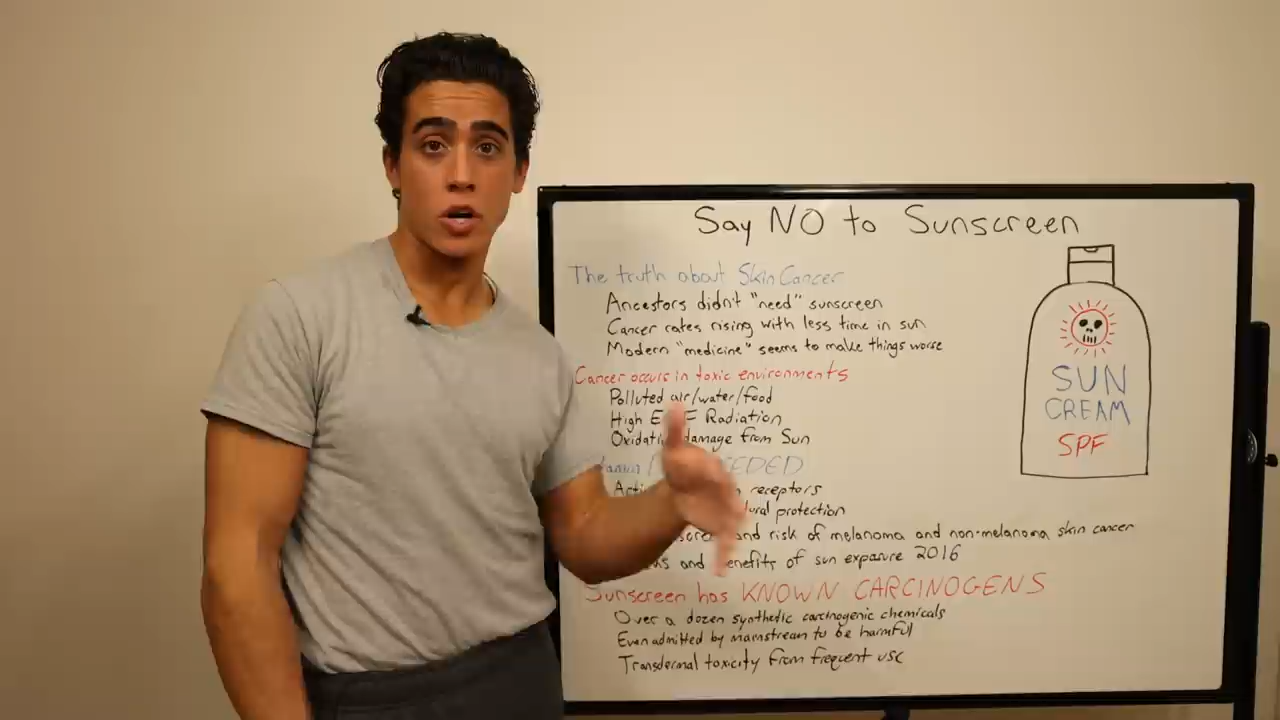 Say NO to Sunscreen
The truth about Skin Cancer
Ancestors didn't "need" sunscreen
Cancer rates rising with less time in sun
Modern "medicine" seems to make things worse
Cancer occurs in toxic environments
Polluted air/water/food
High Radiation
Oxidative damage from Sun
receptors
protection
and risk of melanoma and non-melanoma skin cancer
and benefits of sun exposure 2016
Sunscreen has KNOWN CARCINOGENS
Over a dozen synthetic carcinogenic chemicals
Even admitted by mainstream to be harmful
Transdermal toxicity from frequent use
SUN
CREAM
SPF